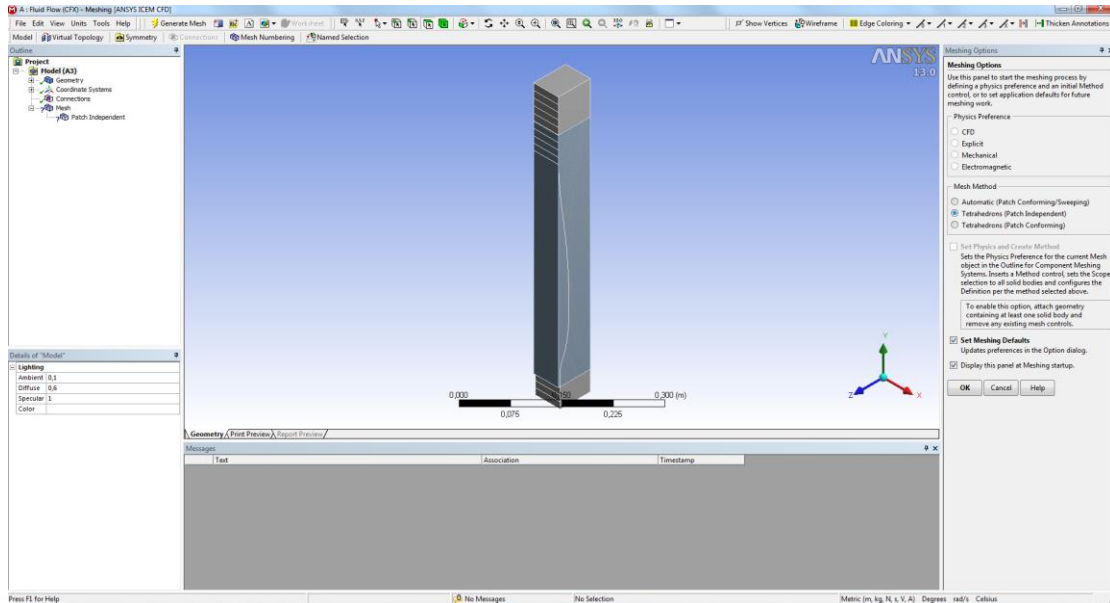 A : Fluid Flow (CFX) - Meshing [ANSYS ICEM CFD]
File Edit View Units Tools Help Generate Mesh Worksheet Show Vertices Wireframe Edge Coloring Thicken Annotations
Model Virtual Topology Symmetry Connections Mesh Numbering Named Selection
Outline
Project
Model (A3)
Geometry
Coordinate Systems
Connections
Mesh
Patch Independent
Details of "Model"
Lighting
Ambient 0,1
Diffuse 0,6
Specular 1
Color
ANSYS
13.0
0,000 0,150 0,300 (m)
0,075 0,225
Y
Z X
Geometry Print Preview Report Preview
Messages
Text Association Timestamp
Meshing Options
Meshing Options
Use this panel to start the meshing process by
defining a physics preference and an initial Method
control, or to set application defaults for future
meshing work.
Physics Preference
CFD
Explicit
Mechanical
Electromagnetic
Mesh Method
Automatic (Patch Conforming/Sweeping)
Tetrahedrons (Patch Independent)
Tetrahedrons (Patch Conforming)
Set Physics and Create Method
Sets the Physics Preference for the current Mesh
object in the Outline for Component Meshing
Systems. Inserts a Method control, sets the Scope
selection to all solid bodies and configures the
Definition per the method selected above.
To enable this option, attach geometry
containing at least one solid body and
remove any existing mesh controls.
Set Meshing Defaults
Updates preferences in the Option dialog.
Display this panel at Meshing startup.
OK Cancel Help
Press F1 for Help No Messages No Selection Metric (m, kg, N, s, V, A) Degrees rad/s Celsius